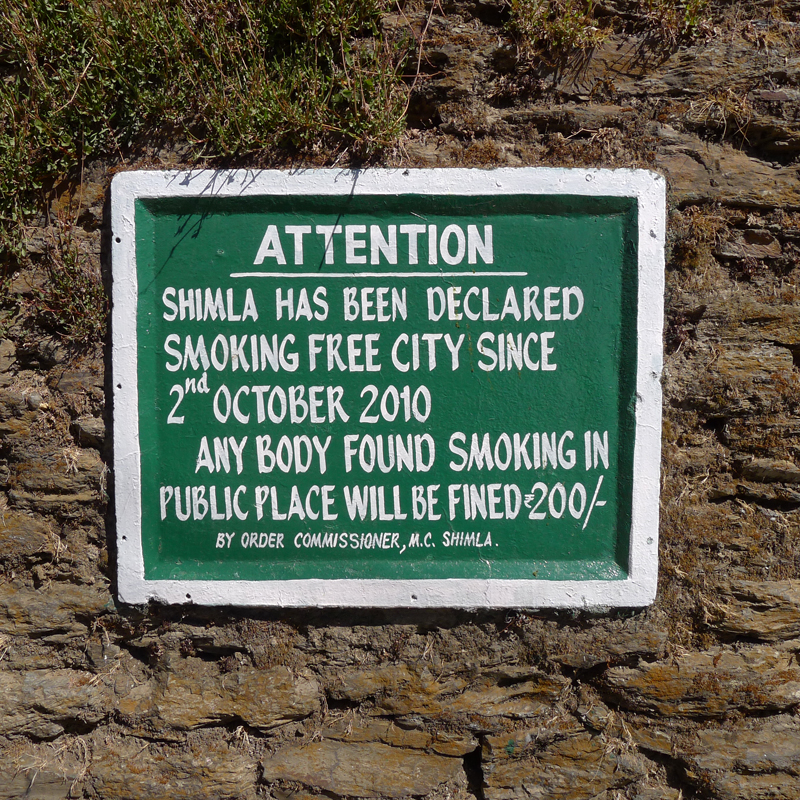 ATTENTION
SHIMLA HAS BEEN DECLARED
SMOKING FREE CITY SINCE
2nd OCTOBER 2010
ANY BODY FOUND SMOKING IN
PUBLIC PLACE WILL BE FINED ₹200/-
BY ORDER COMMISSIONER, M.C. SHIMLA.